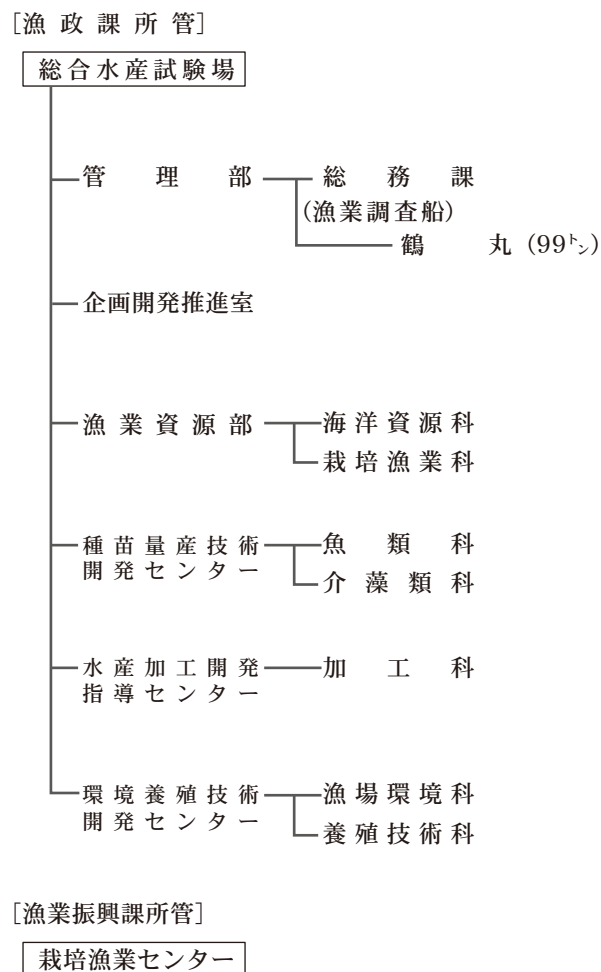 [漁政課所管]
総合水産試験場
管理部 総務課
(漁業調査船)
鶴丸 (99トン)
企画開発推進室
漁業資源部 海洋資源科
栽培漁業科
種苗量産技術 魚類科
開発センター 介藻類科
水産加工開発 加工科
指導センター
環境養殖技術 漁場環境科
開発センター 養殖技術科
[漁業振興課所管]
栽培漁業センター